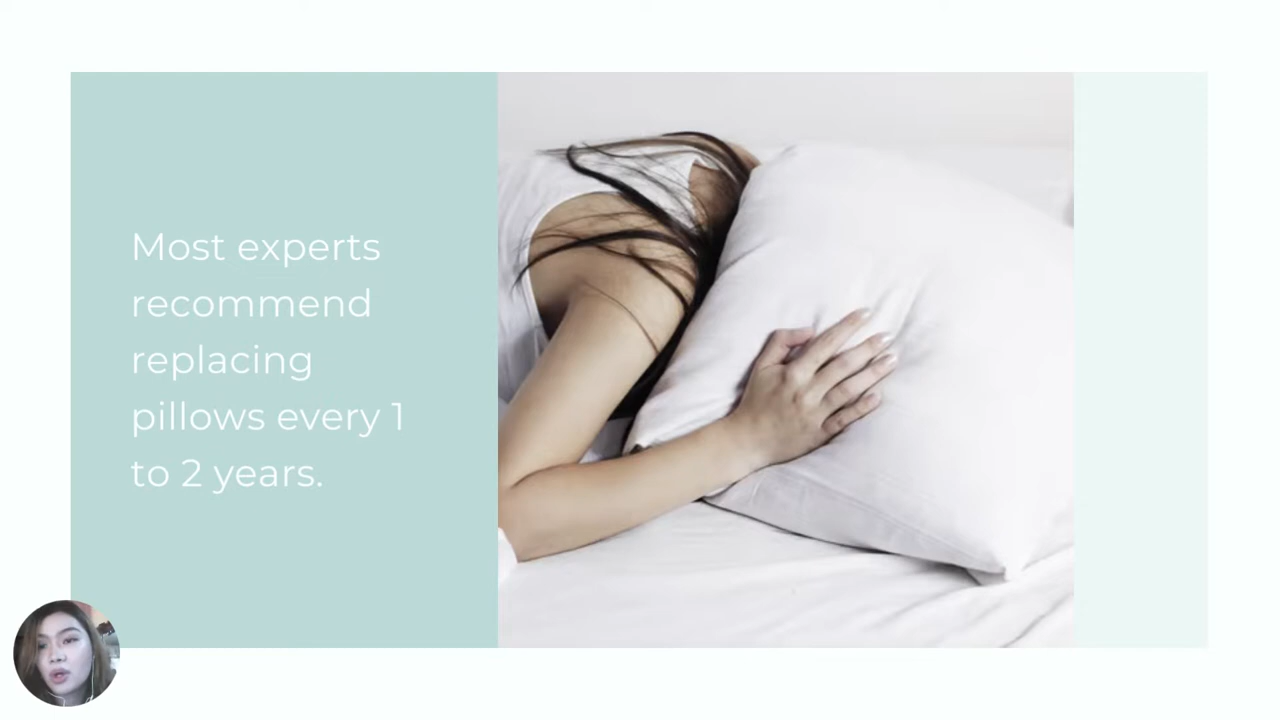 Most experts
recommend
replacing
pillows every 1
to 2 years.